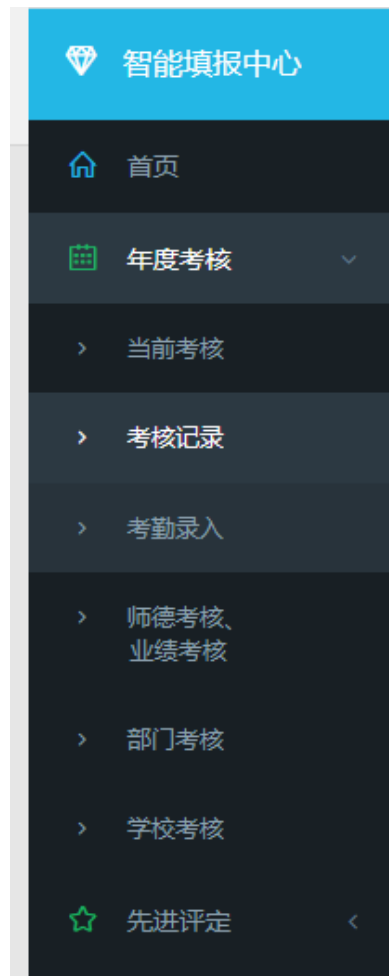 智能填报中心
首页
年度考核
当前考核
考核记录
考勤录入
师德考核、
业绩考核
部门考核
学校考核
先进评定